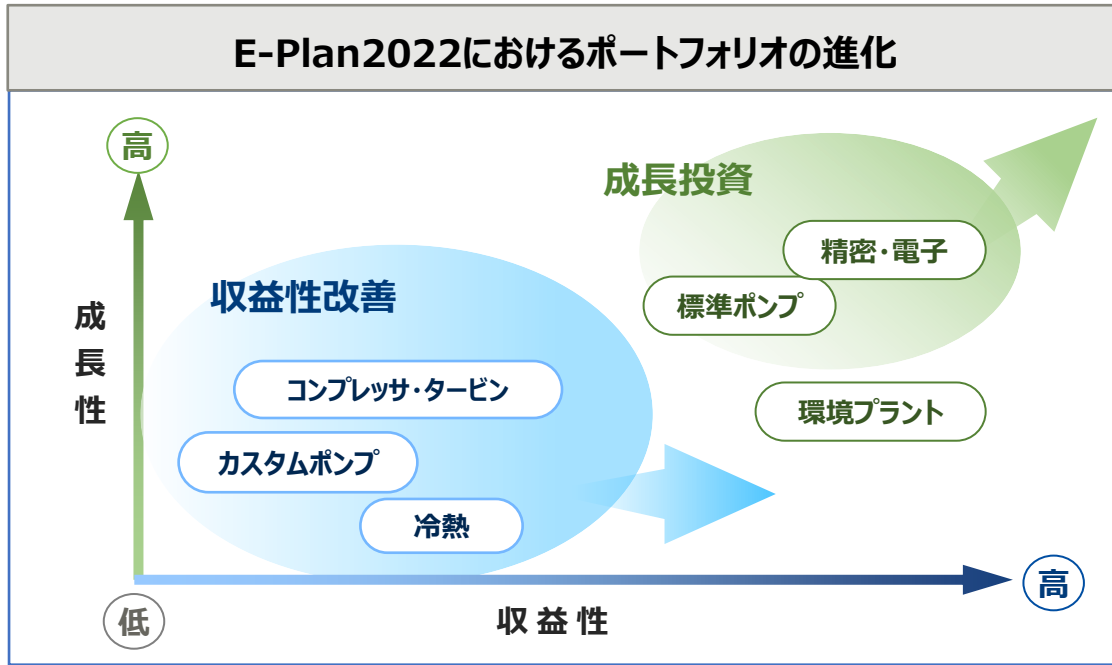 E-Plan2022におけるポートフォリオの進化
高
成長投資
精密・電子
標準ポンプ
収益性改善
成長性
コンプレッサ・タービン
環境プラント
カスタムポンプ
冷熱
高
低
収益性